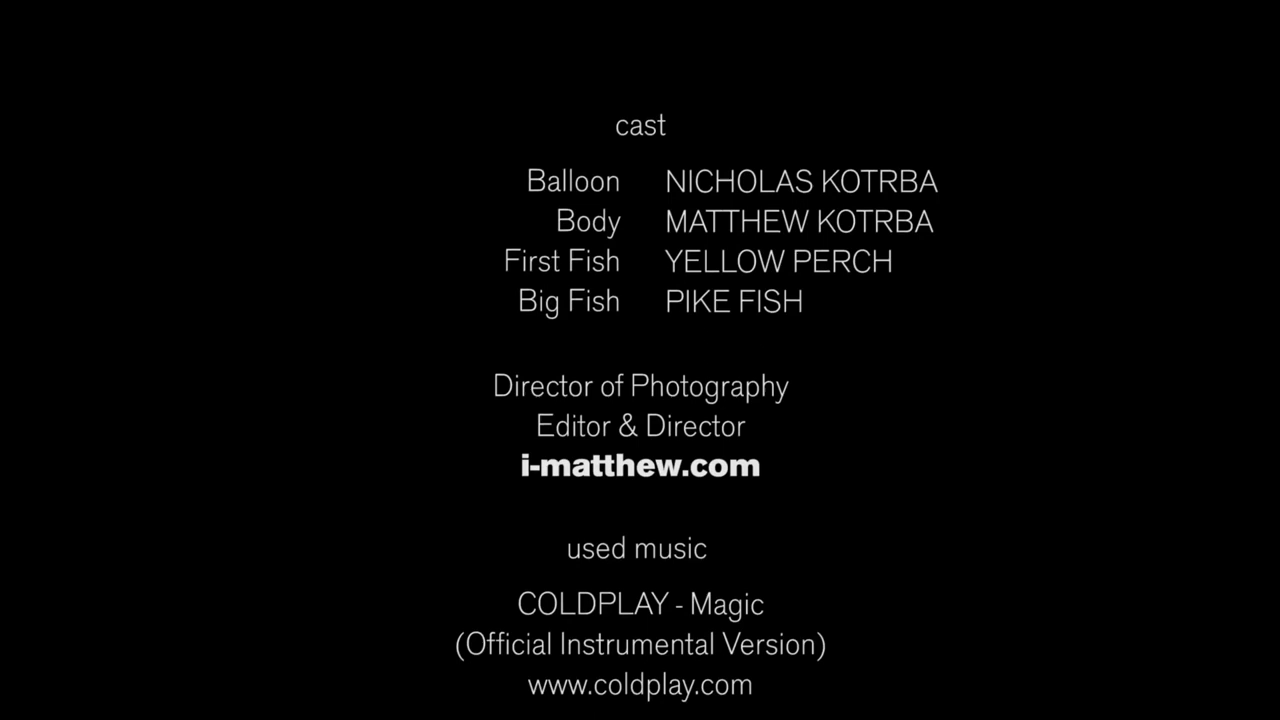 cast
Balloon NICHOLAS KOTRBA
Body MATTHEW KOTRBA
First Fish YELLOW PERCH
Big Fish PIKE FISH
Director of Photography
Editor & Director
i-matthew.com
used music
COLDPLAY - Magic
(Official Instrumental Version)
www.coldplay.com